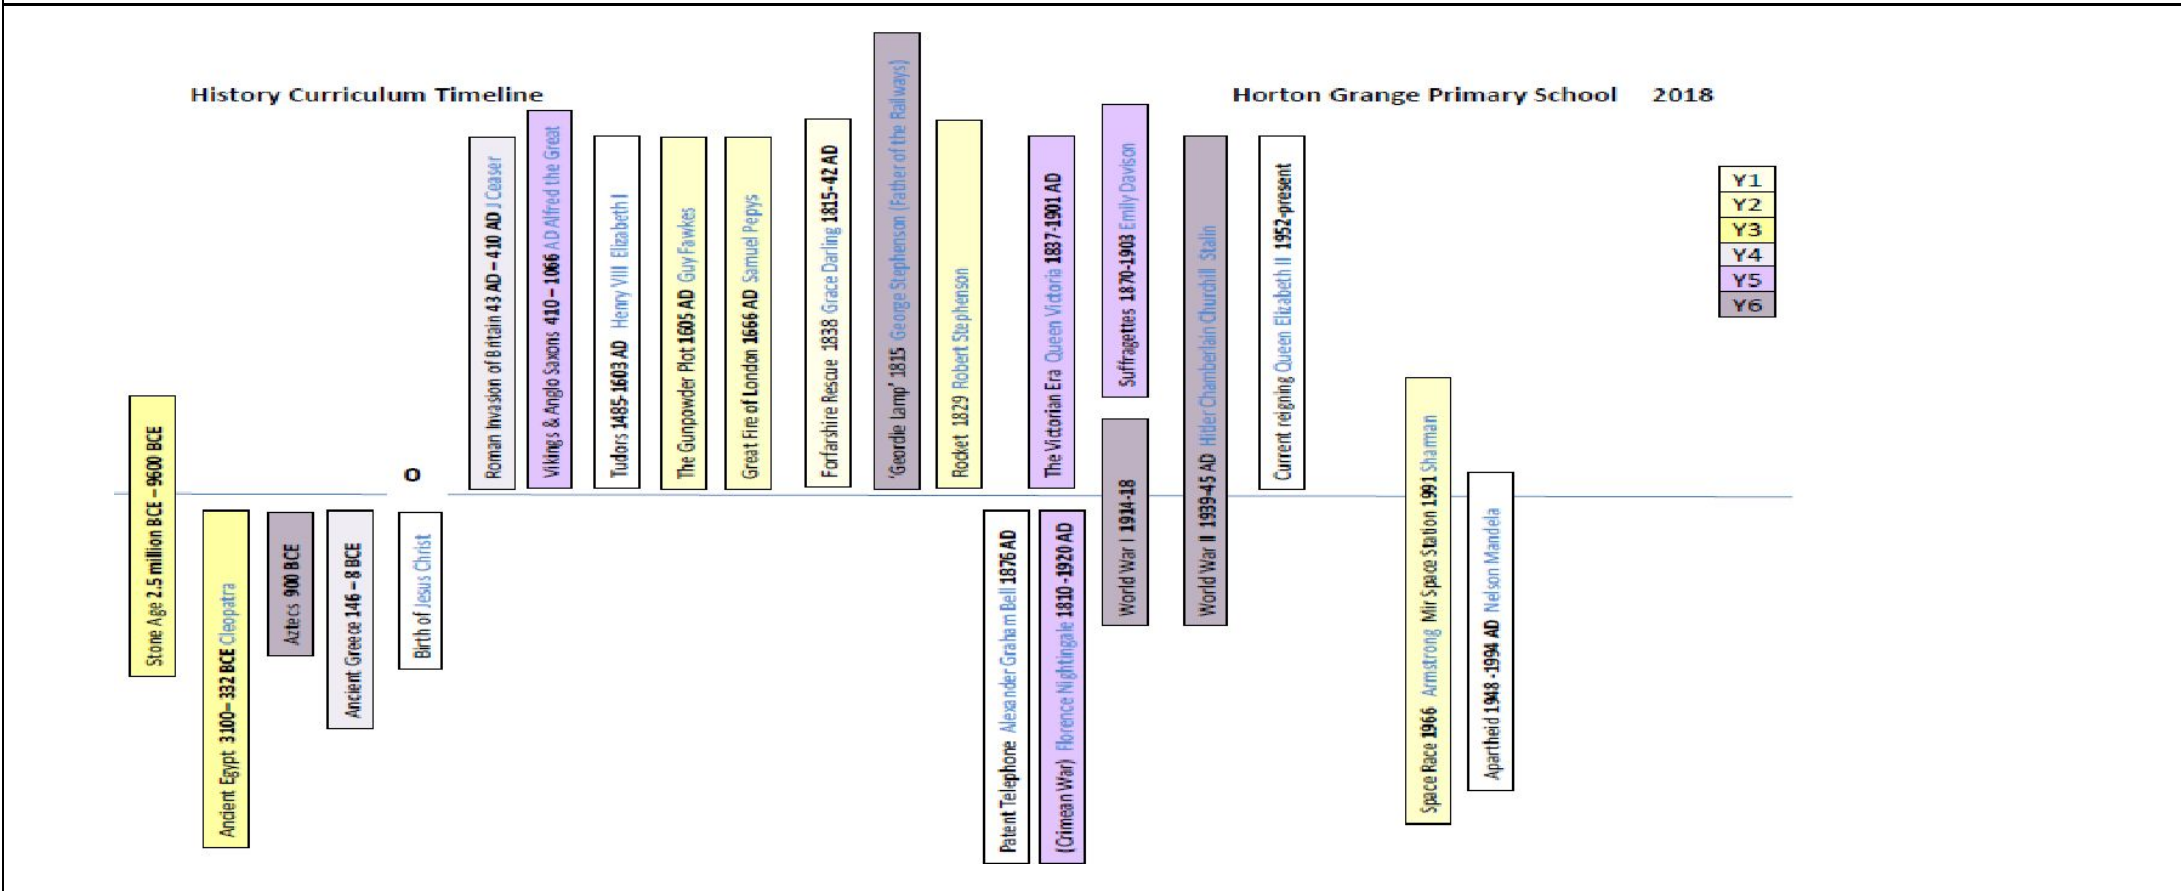 History Curriculum Timeline
Horton Grange Primary School 2018
Stone Age 2.5 million BCE – 9600 BCE
Ancient Egypt 3100– 332 BCE Cleopatra
Aztecs 900 BCE
Ancient Greece 146 – 8 BCE
O
Birth of Jesus Christ
Roman Invasion of Britain 43 AD – 410 AD J Ceaser
Vikings & Anglo Saxons 410 – 1066 AD Alfred the Great
Tudors 1485-1603 AD Henry VIII Elizabeth I
The Gunpowder Plot 1605 AD Guy Fawkes
Great Fire of London 1666 AD Samuel Pepys
Forfarshire Rescue 1838 Grace Darling 1815-42 AD
'Geordie Lamp' 1815 George Stephenson (Father of the Railways)
Rocket 1829 Robert Stephenson
Patent Telephone Alexander Graham Bell 1876 AD
The Victorian Era Queen Victoria 1837-1901 AD
(Crimean War) Florence Nightingale 1810 -1920 AD
Suffragettes 1870-1903 Emily Davison
World War I 1914-18
World War II 1939-45 AD Hitler Chamberlain Churchill Stalin
Current reigning Queen Elizabeth II 1952-present
Space Race 1966 Armstrong Mir Space Station 1991 Sharman
Apartheid 1948 -1994 AD Nelson Mandela
Y1
Y2
Y3
Y4
Y5
Y6